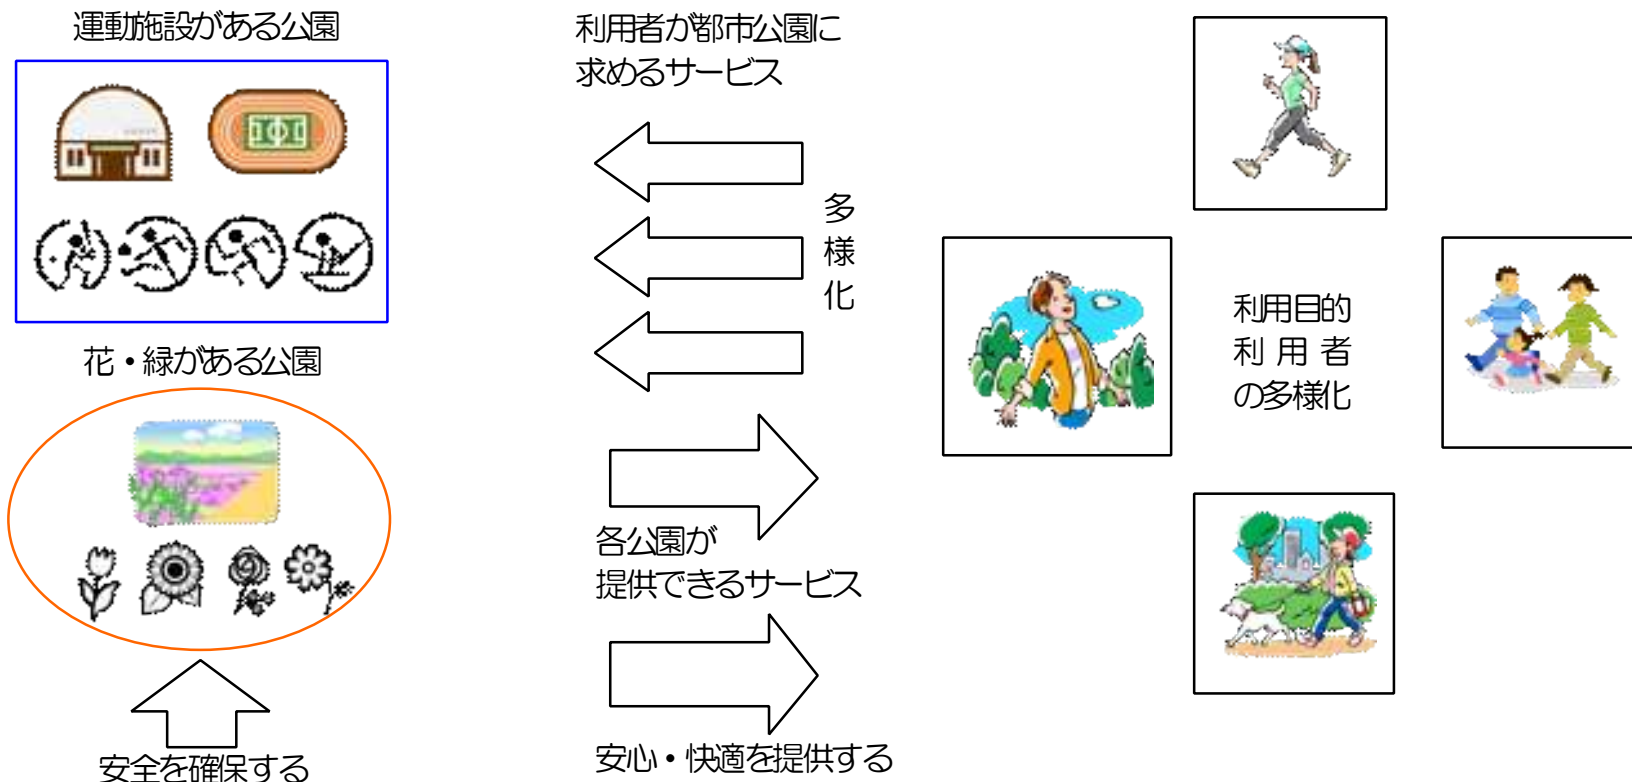 運動施設がある公園
利用者が都市公園に
求めるサービス
多
様
化
花・緑がある公園
利用目的
利用者
の多様化
各公園が
提供できるサービス
安全を確保する
安心・快適を提供する